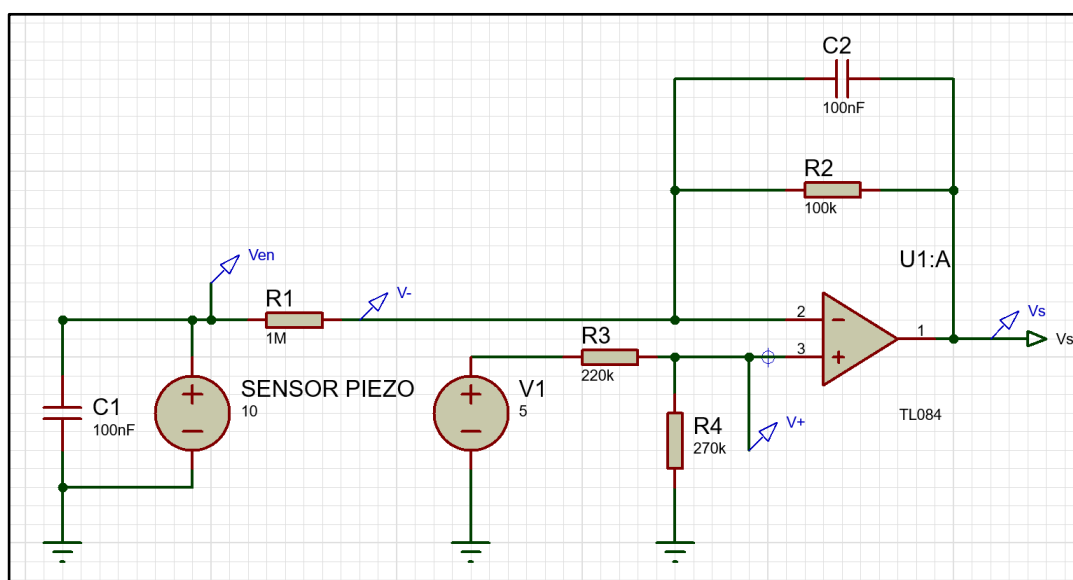 C2
100nF
R2
100k
U1:A
Ven
R1
1M
V-
2
3
1
Vs
Vs
R3
220k
C1
100nF
SENSOR PIEZO
10
V1
5
R4
270k
V+
TL084